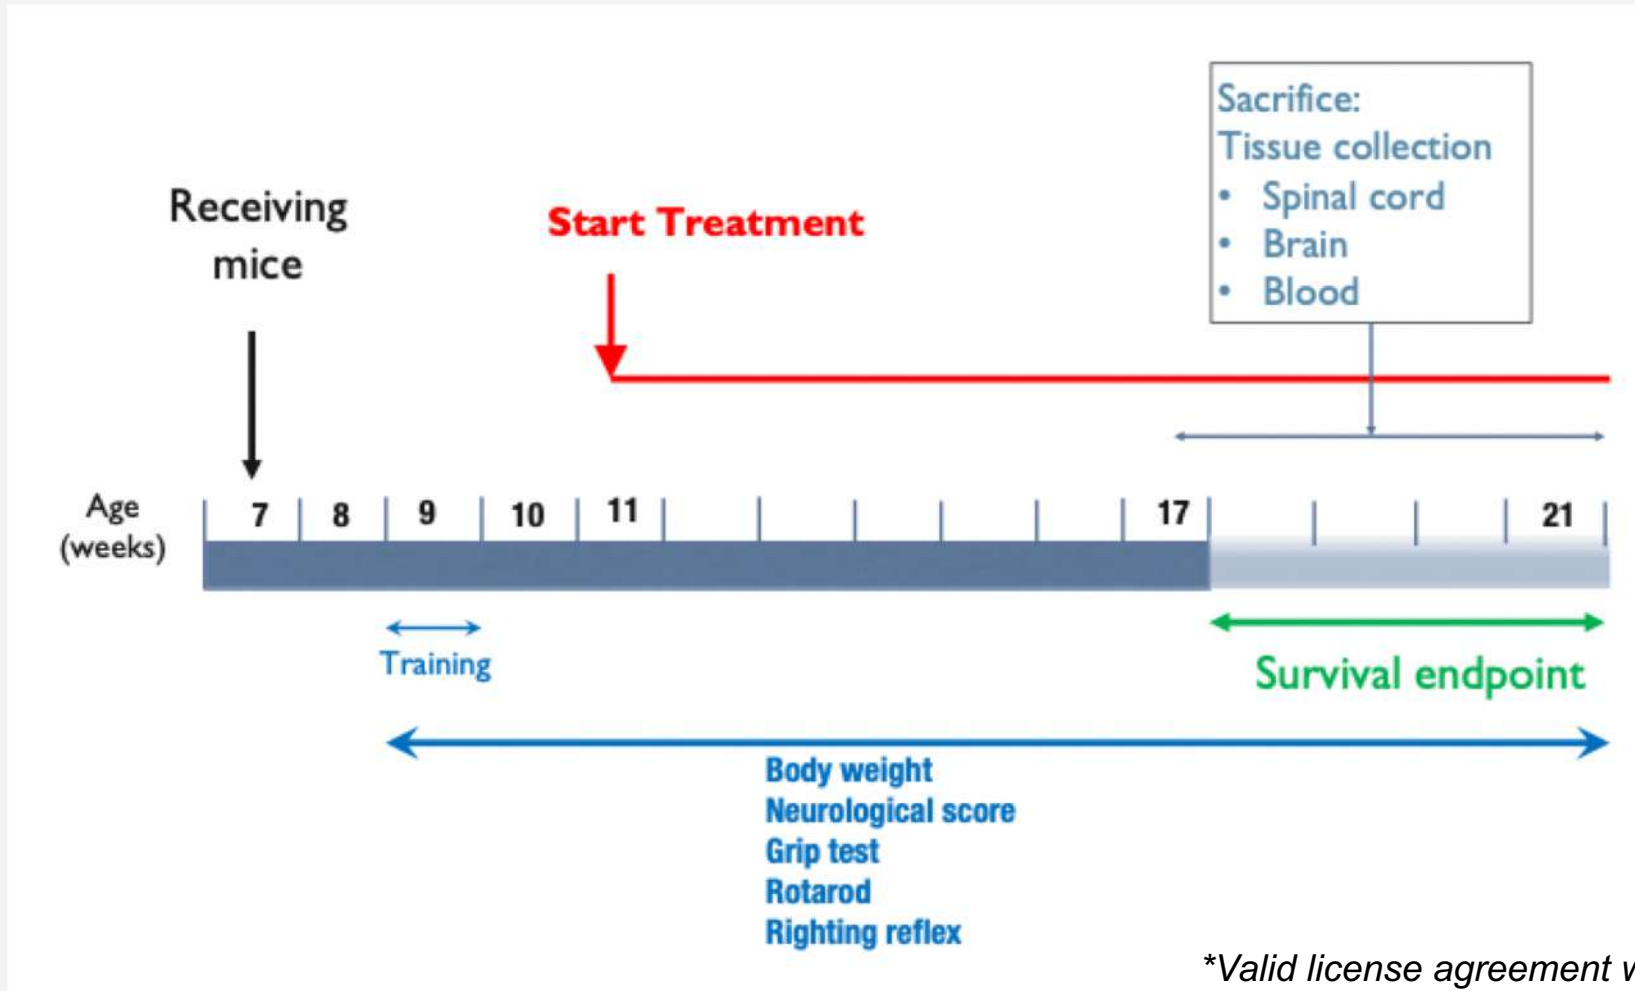 Sacrifice:
Tissue collection
• Spinal cord
• Brain
• Blood
Receiving
mice
Start Treatment
Age
(weeks)
7 8 9 10 11 17 21
Training
Survival endpoint
Body weight
Neurological score
Grip test
Rotarod
Righting reflex
*Valid license agreement